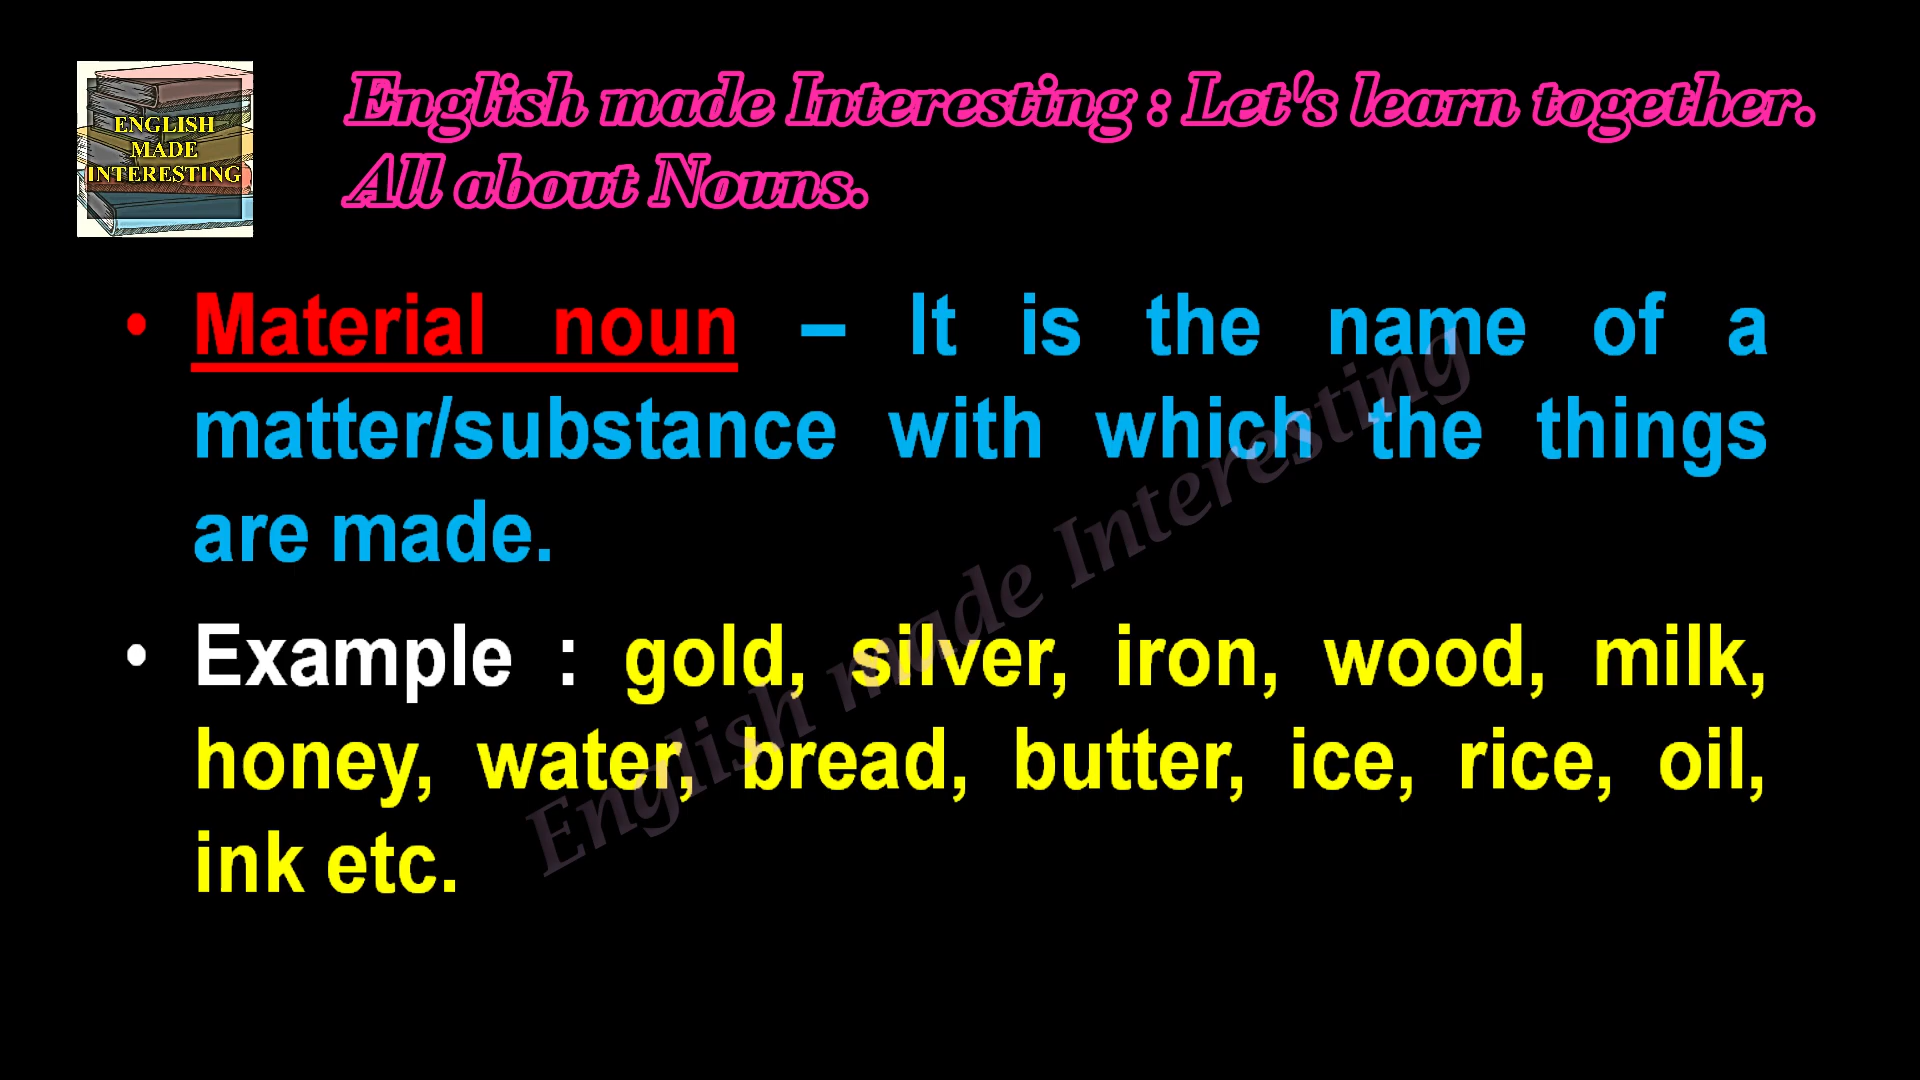 ENGLISH
MADE
INTERESTING
English made Interesting : Let's learn together.
All about Nouns.
• Material noun – It is the name of a
matter/substance with which the things
are made.
• Example : gold, silver, iron, wood, milk,
honey, water, bread, butter, ice, rice, oil,
ink etc.
English made Interesting